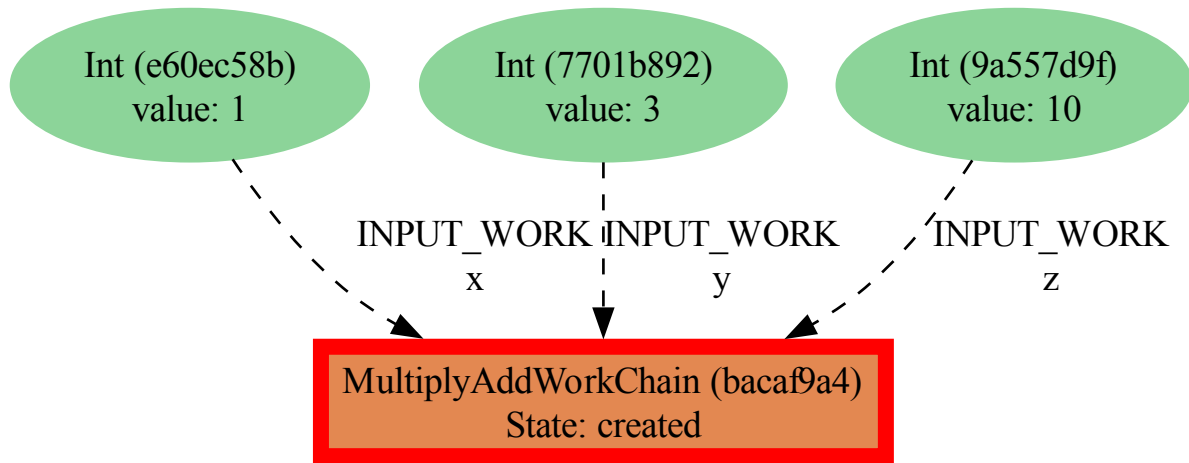 Int (e60ec58b)
value: 1
Int (7701b892)
value: 3
Int (9a557d9f)
value: 10
INPUT_WORK
x
INPUT_WORK
y
INPUT_WORK
z
MultiplyAddWorkChain (bacaf9a4)
State: created